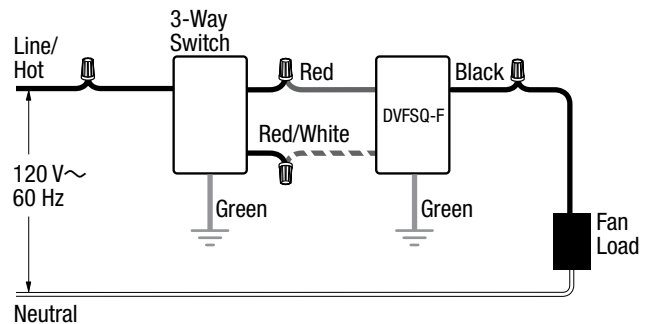 3-Way
Switch
Line/
Hot
Red
Black
DVFSQ-F
Red/White
120 V~
60 Hz
Green
Green
Fan
Load
Neutral